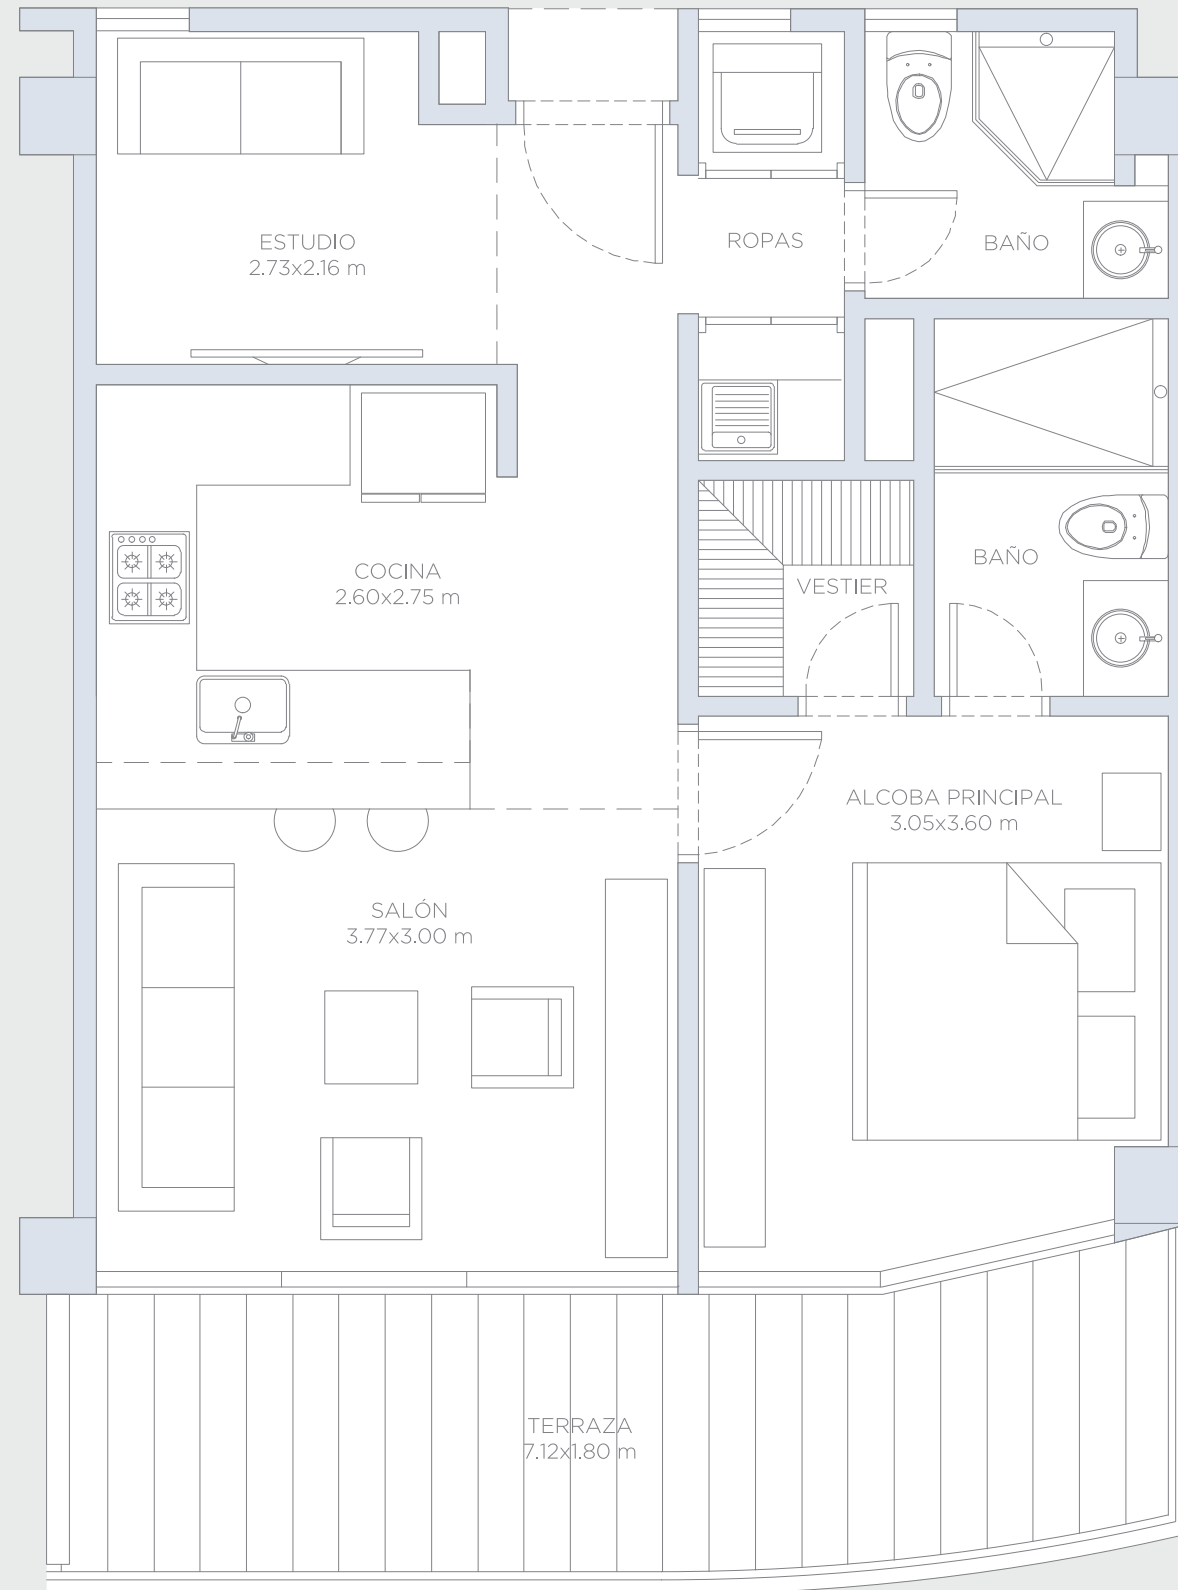 ESTUDIO
2.73x2.16 m
ROPAS
BAÑO
COCINA
2.60x2.75 m
VESTIER
BAÑO
ALCOBA PRINCIPAL
3.05x3.60 m
SALÓN
3.77x3.00 m
TERRAZA
7.12x1.80 m